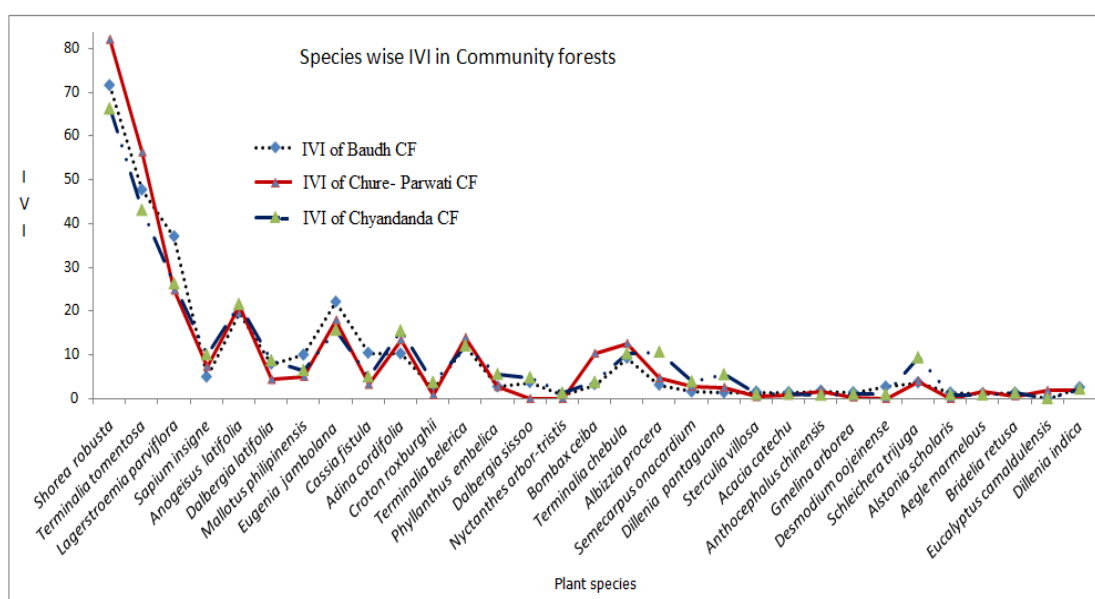 Species wise IVI in Community forests
80
70
60
50
40
30
20
10
0
I
V
I
IVI of Baudh CF
IVI of Chure- Parwati CF
IVI of Chyandanda CF
Shorea robusta
Terminalia toamentosa
Lagerstroemia parviflora
Sapium insigne
Anogeisus latifolia
Dalbergia latifolia
Mallotus philipinensis
Eugenia jambolana
Cassia fistula
Adina cordifolia
Croton roxburghii
Terminalia belerica
Phyllanthus embelica
Dalbergia sissoo
Nyctanthes arbor-tristis
Bombax ceiba
Terminalia chebula
Albizzia procera
Semecarpus onacardium
Dillenia pantaguana
Sterculia villosa
Acacia catechu
Anthocephalus chinensis
Gmelina arborea
Desmodium oojeinense
Schleichera trijuga
Alstonia scholaris
Aegle marmelous
Bridelia retusa
Eucalyptus camaldulensis
Dillenia indica
Plant species